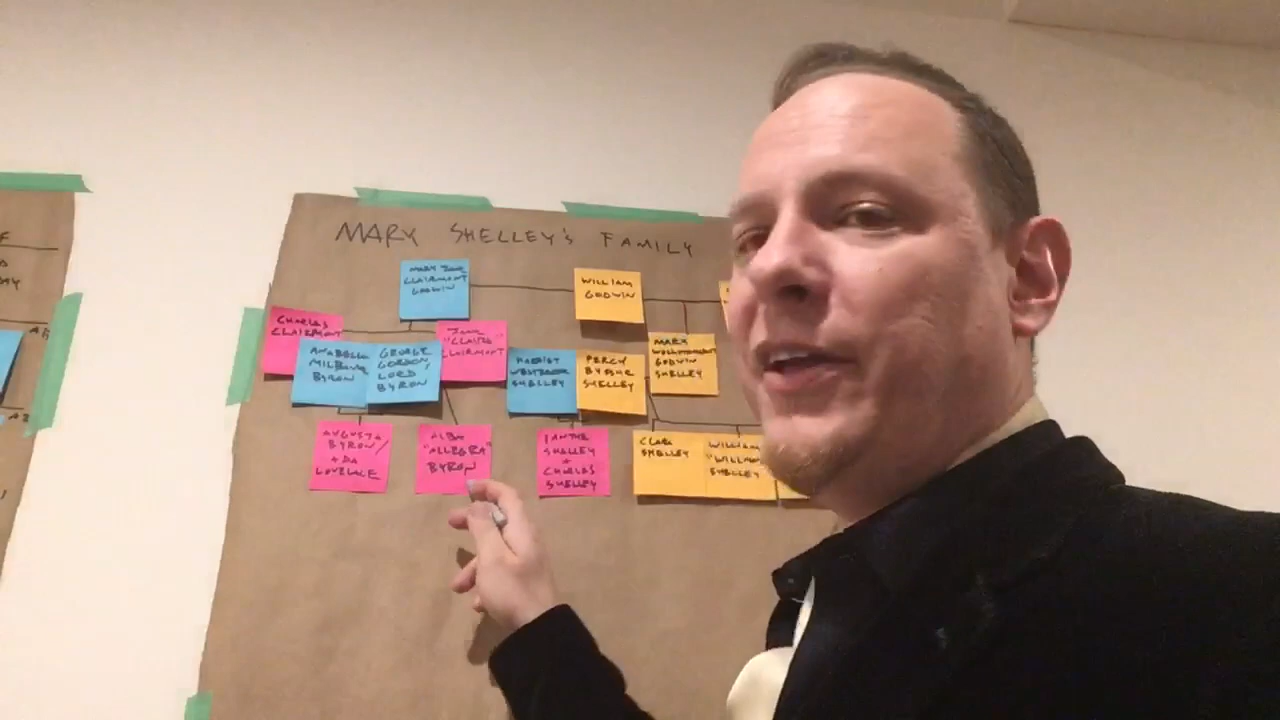 MARY SHELLEY'S FAMILY
MARY JANE
CLAIRMONT
GODWIN
WILLIAM
GODWIN
CHARLES
CLAIRMONT
JANE
"CLAIRE"
CLAIRMONT
ANABELLA
MILBANKE
BYRON
GEORGE
GORDON,
LORD
BYRON
HARRIET
WESTBROOK
SHELLEY
PERCY
BYSSHE
SHELLEY
MARY
WOLLSTONECRAFT
GODWIN
SHELLEY
AUGUSTA
BYRON/
ADA
LOVELACE
ALBA
"ALLEGRA"
BYRON
IANTHE
SHELLEY
+
CHARLES
SHELLEY
CLARA
SHELLEY
WILLIAM
"WILLMOUSE"
SHELLEY